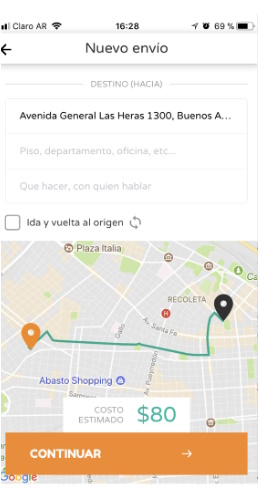 Claro AR 16:28 69 %
Nuevo envío
DESTINO (HACIA)
Avenida General Las Heras 1300, Buenos A...
Piso, departamento, oficina, etc...
Que hacer, con quien hablar
Ida y vuelta al origen
Plaza Italia
RECOLETA
Av. Santa Fe
Gallo
Av. Pueyrredón
Abasto Shopping
COSTO
ESTIMADO $80
CONTINUAR →
Google